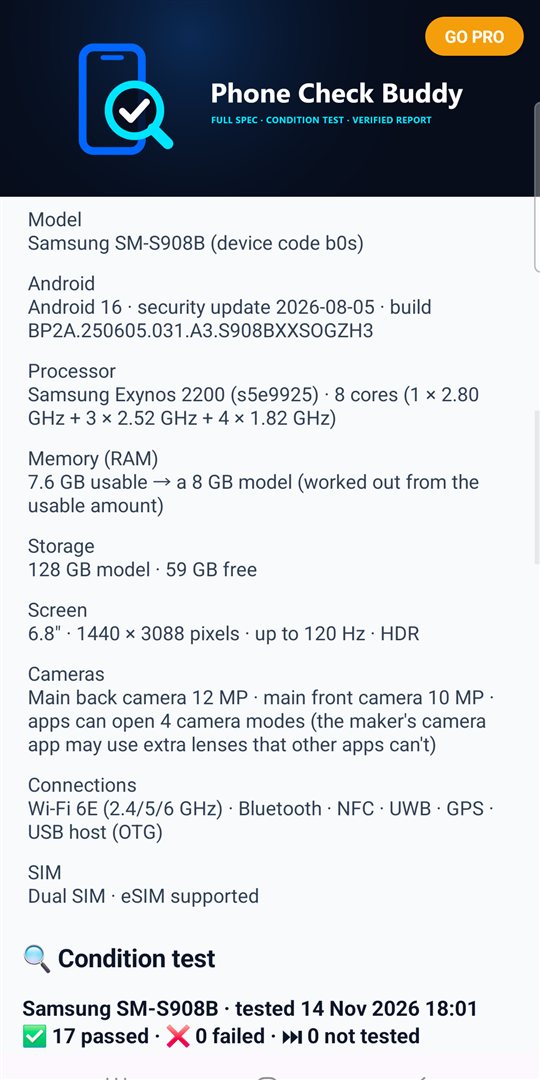 GO PRO
Phone Check Buddy
FULL SPEC · CONDITION TEST · VERIFIED REPORT
Model
Samsung SM-S908B (device code b0s)
Android
Android 16 · security update 2026-08-05 · build
BP2A.250605.031.A3.S908BXXSOGZH3
Processor
Samsung Exynos 2200 (s5e9925) · 8 cores (1 × 2.80
GHz + 3 × 2.52 GHz + 4 × 1.82 GHz)
Memory (RAM)
7.6 GB usable → a 8 GB model (worked out from the
usable amount)
Storage
128 GB model · 59 GB free
Screen
6.8" · 1440 × 3088 pixels · up to 120 Hz · HDR
Cameras
Main back camera 12 MP · main front camera 10 MP ·
apps can open 4 camera modes (the maker's camera
app may use extra lenses that other apps can't)
Connections
Wi-Fi 6E (2.4/5/6 GHz) · Bluetooth · NFC · UWB · GPS ·
USB host (OTG)
SIM
Dual SIM · eSIM supported
🔍 Condition test
Samsung SM-S908B · tested 14 Nov 2026 18:01
✅ 17 passed · ❌ 0 failed · ⏭ 0 not tested